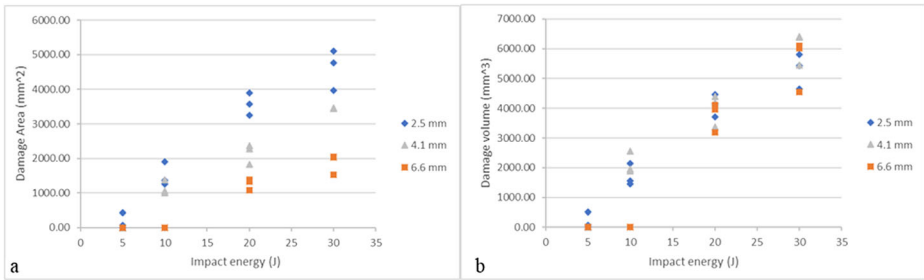 6000.00
5000.00
4000.00
3000.00
2000.00
1000.00
0.00
Damage Area (mm^2)
0 5 10 15 20 25 30 35
Impact energy (J)
2.5 mm
4.1 mm
6.6 mm
a
7000.00
6000.00
5000.00
4000.00
3000.00
2000.00
1000.00
0.00
Damage volume (mm^3)
0 5 10 15 20 25 30 35
Impact energy (J)
2.5 mm
4.1 mm
6.6 mm
b